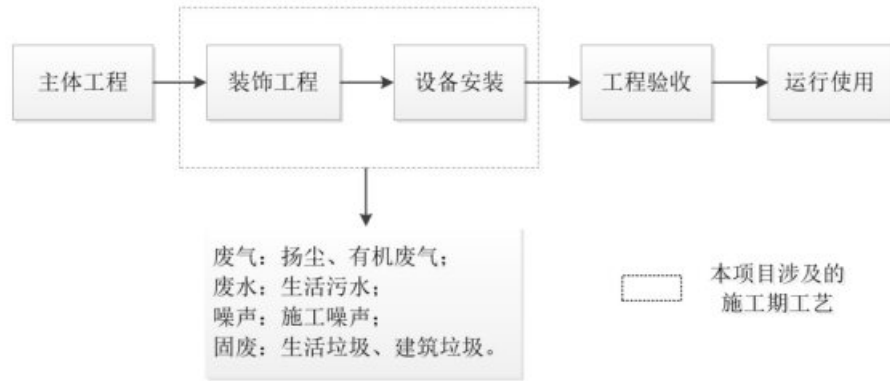 主体工程
装饰工程
设备安装
工程验收
运行使用
废气：扬尘、有机废气；
废水：生活污水；
噪声：施工噪声；
固废：生活垃圾、建筑垃圾。
本项目涉及的
施工期工艺